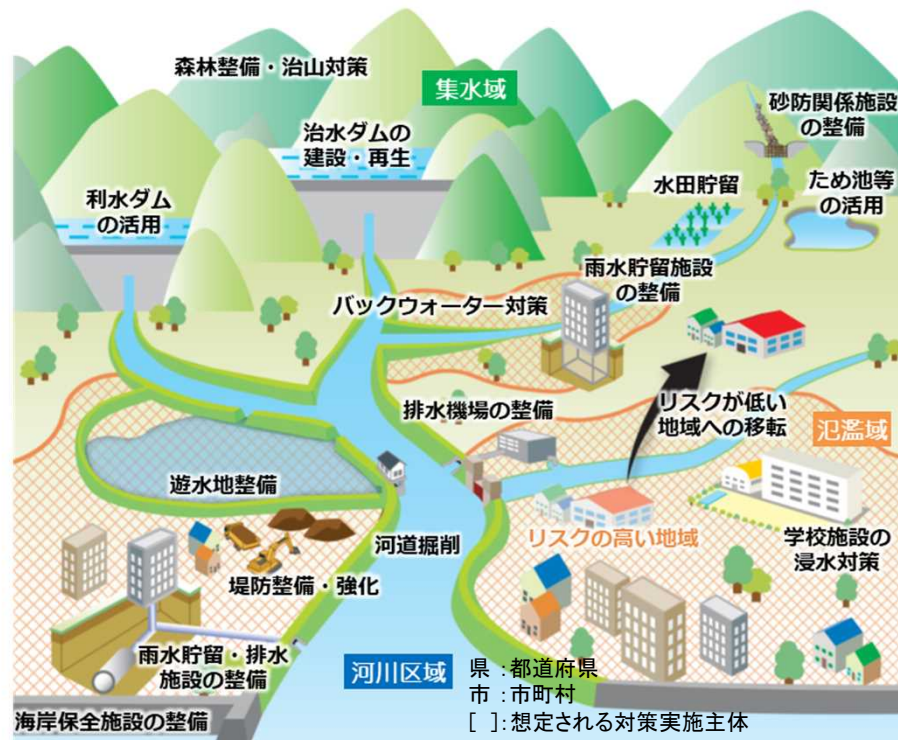 森林整備・治山対策
集水域
砂防関係施設
の整備
治水ダムの
建設・再生
水田貯留
ため池等
の活用
利水ダム
の活用
雨水貯留施設
の整備
バックウォーター対策
排水機場の整備
リスクが低い
地域への移転
氾濫域
遊水地整備
リスクの高い地域
学校施設の
浸水対策
河道掘削
堤防整備・強化
雨水貯留・排水
施設の整備
河川区域
県 :都道府県
市 :市町村
[ ]:想定される対策実施主体
海岸保全施設の整備